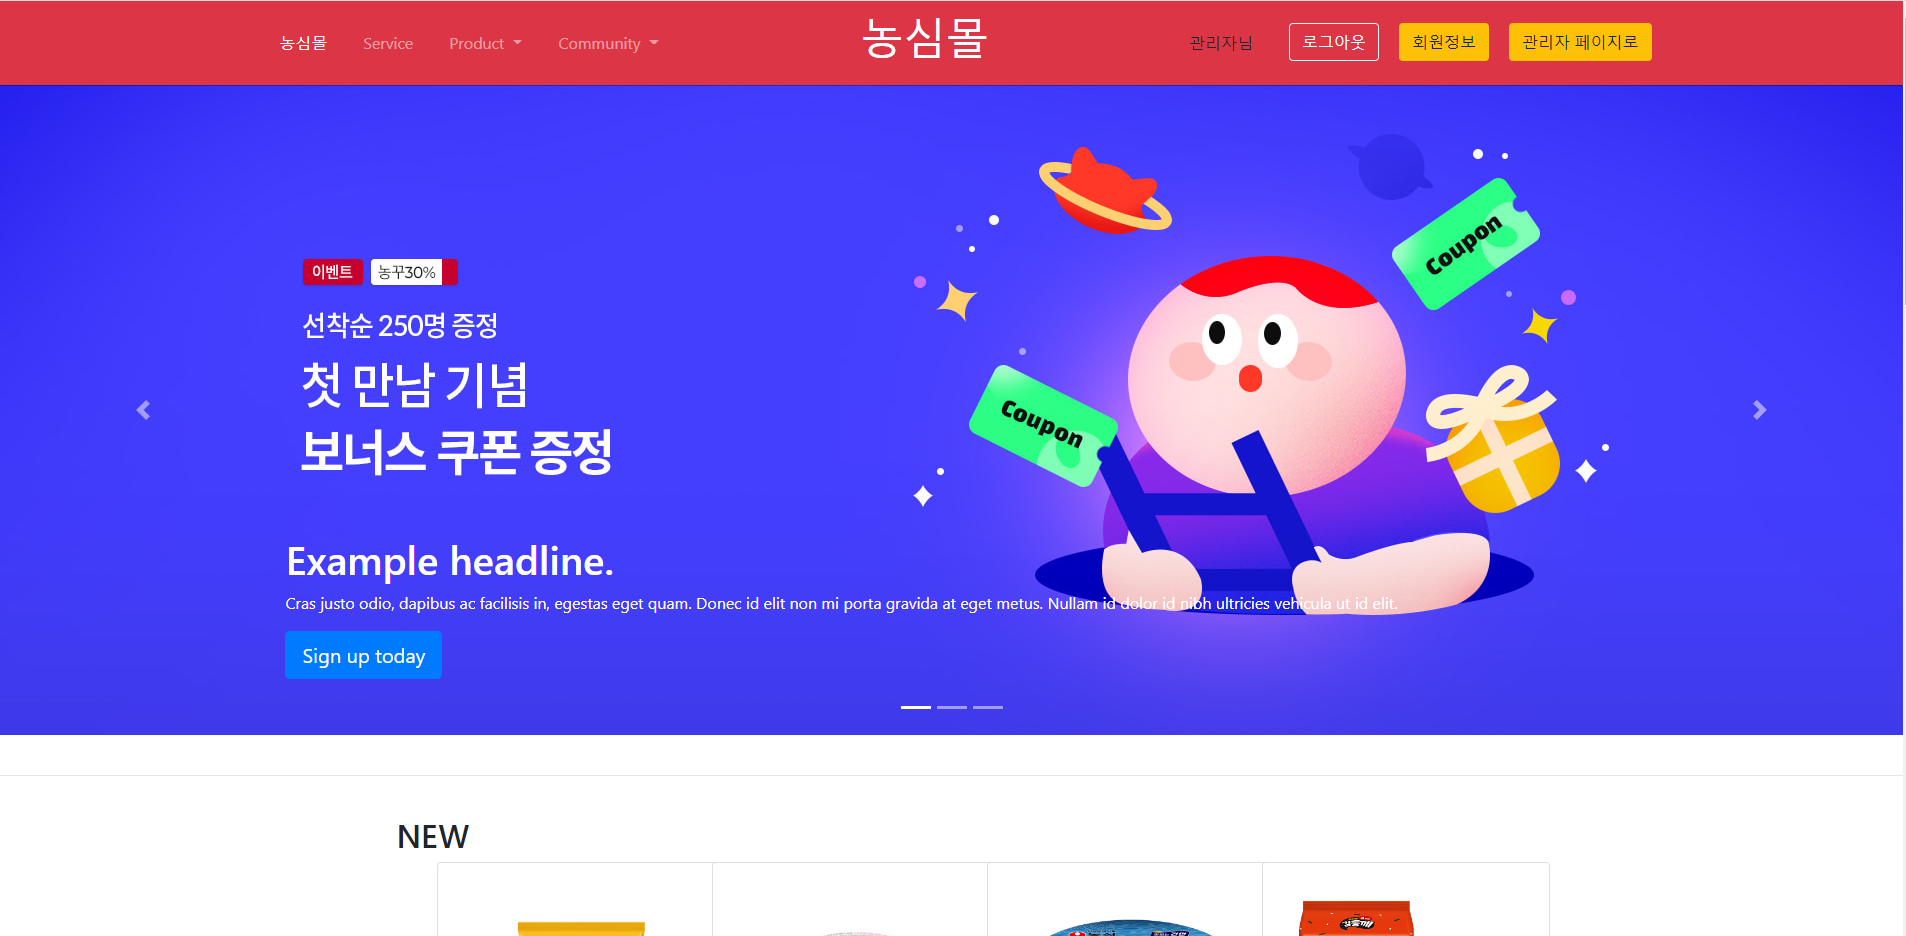 농심몰 Service Product Community 농심몰 관리자님 로그아웃 회원정보 관리자 페이지로
Coupon
이벤트 농꾸30%
선착순 250명 증정
첫 만남 기념
Coupon
보너스 쿠폰 증정
Example headline.
Cras justo odio, dapibus ac facilisis in, egestas eget quam. Donec id elit non mi porta gravida at eget metus. Nullam id dolor id nibh ultricies vehicula ut id elit.
Sign up today
NEW